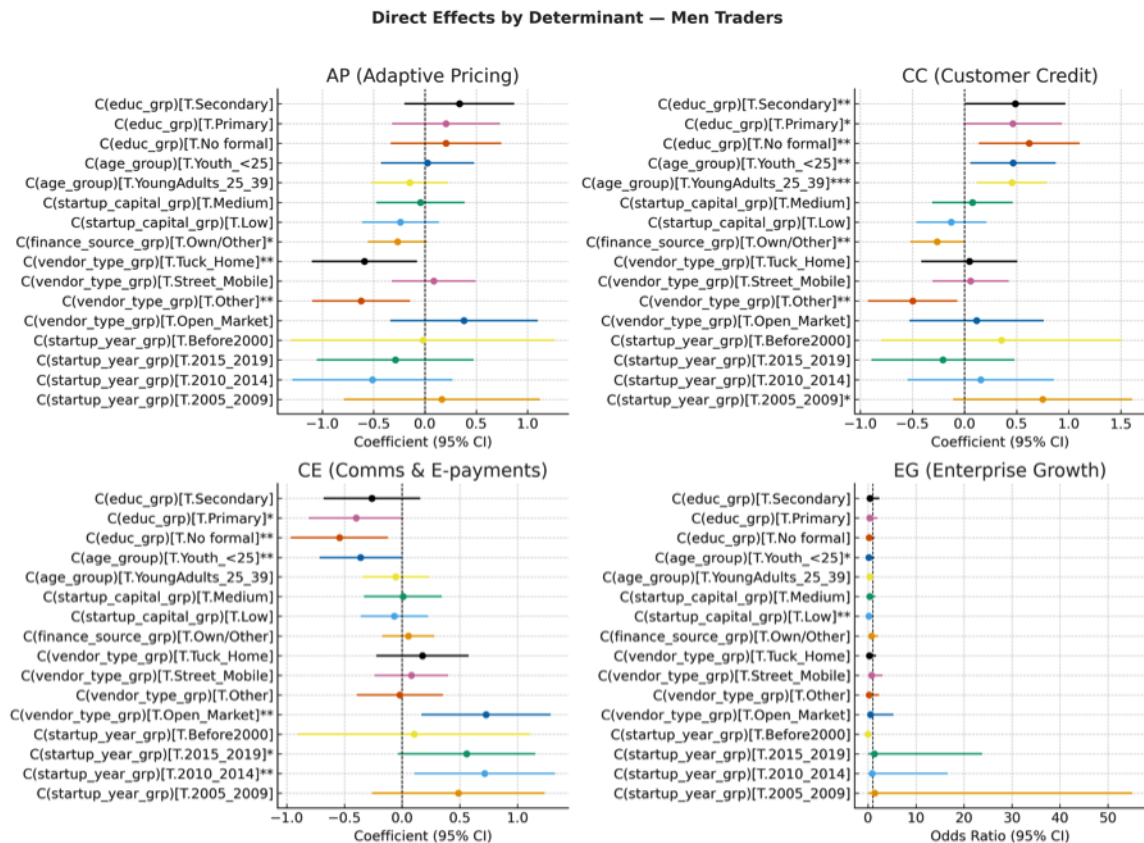 Direct Effects by Determinant — Men Traders
AP (Adaptive Pricing)
C(educ_grp)[T.Secondary]
C(educ_grp)[T.Primary]
C(educ_grp)[T.No formal]
C(age_group)[T.Youth_<25]
C(age_group)[T.YoungAdults_25_39]
C(startup_capital_grp)[T.Medium]
C(startup_capital_grp)[T.Low]
C(finance_source_grp)[T.Own/Other]*
C(vendor_type_grp)[T.Tuck_Home]**
C(vendor_type_grp)[T.Street_Mobile]
C(vendor_type_grp)[T.Other]**
C(vendor_type_grp)[T.Open_Market]
C(startup_year_grp)[T.Before2000]
C(startup_year_grp)[T.2015_2019]
C(startup_year_grp)[T.2010_2014]
C(startup_year_grp)[T.2005_2009]
−1.0 −0.5 0.0 0.5 1.0
Coefficient (95% CI)
CC (Customer Credit)
C(educ_grp)[T.Secondary]**
C(educ_grp)[T.Primary]*
C(educ_grp)[T.No formal]**
C(age_group)[T.Youth_<25]**
C(age_group)[T.YoungAdults_25_39]***
C(startup_capital_grp)[T.Medium]
C(startup_capital_grp)[T.Low]
C(finance_source_grp)[T.Own/Other]**
C(vendor_type_grp)[T.Tuck_Home]
C(vendor_type_grp)[T.Street_Mobile]
C(vendor_type_grp)[T.Other]**
C(vendor_type_grp)[T.Open_Market]
C(startup_year_grp)[T.Before2000]
C(startup_year_grp)[T.2015_2019]
C(startup_year_grp)[T.2010_2014]
C(startup_year_grp)[T.2005_2009]*
−1.0 −0.5 0.0 0.5 1.0 1.5
Coefficient (95% CI)
CE (Comms & E-payments)
C(educ_grp)[T.Secondary]
C(educ_grp)[T.Primary]*
C(educ_grp)[T.No formal]**
C(age_group)[T.Youth_<25]**
C(age_group)[T.YoungAdults_25_39]
C(startup_capital_grp)[T.Medium]
C(startup_capital_grp)[T.Low]
C(finance_source_grp)[T.Own/Other]
C(vendor_type_grp)[T.Tuck_Home]
C(vendor_type_grp)[T.Street_Mobile]
C(vendor_type_grp)[T.Other]
C(vendor_type_grp)[T.Open_Market]**
C(startup_year_grp)[T.Before2000]
C(startup_year_grp)[T.2015_2019]*
C(startup_year_grp)[T.2010_2014]**
C(startup_year_grp)[T.2005_2009]
−1.0 −0.5 0.0 0.5 1.0
Coefficient (95% CI)
EG (Enterprise Growth)
C(educ_grp)[T.Secondary]
C(educ_grp)[T.Primary]
C(educ_grp)[T.No formal]
C(age_group)[T.Youth_<25]*
C(age_group)[T.YoungAdults_25_39]
C(startup_capital_grp)[T.Medium]
C(startup_capital_grp)[T.Low]**
C(finance_source_grp)[T.Own/Other]
C(vendor_type_grp)[T.Tuck_Home]
C(vendor_type_grp)[T.Street_Mobile]
C(vendor_type_grp)[T.Other]
C(vendor_type_grp)[T.Open_Market]
C(startup_year_grp)[T.Before2000]
C(startup_year_grp)[T.2015_2019]
C(startup_year_grp)[T.2010_2014]
C(startup_year_grp)[T.2005_2009]
0 10 20 30 40 50
Odds Ratio (95% CI)